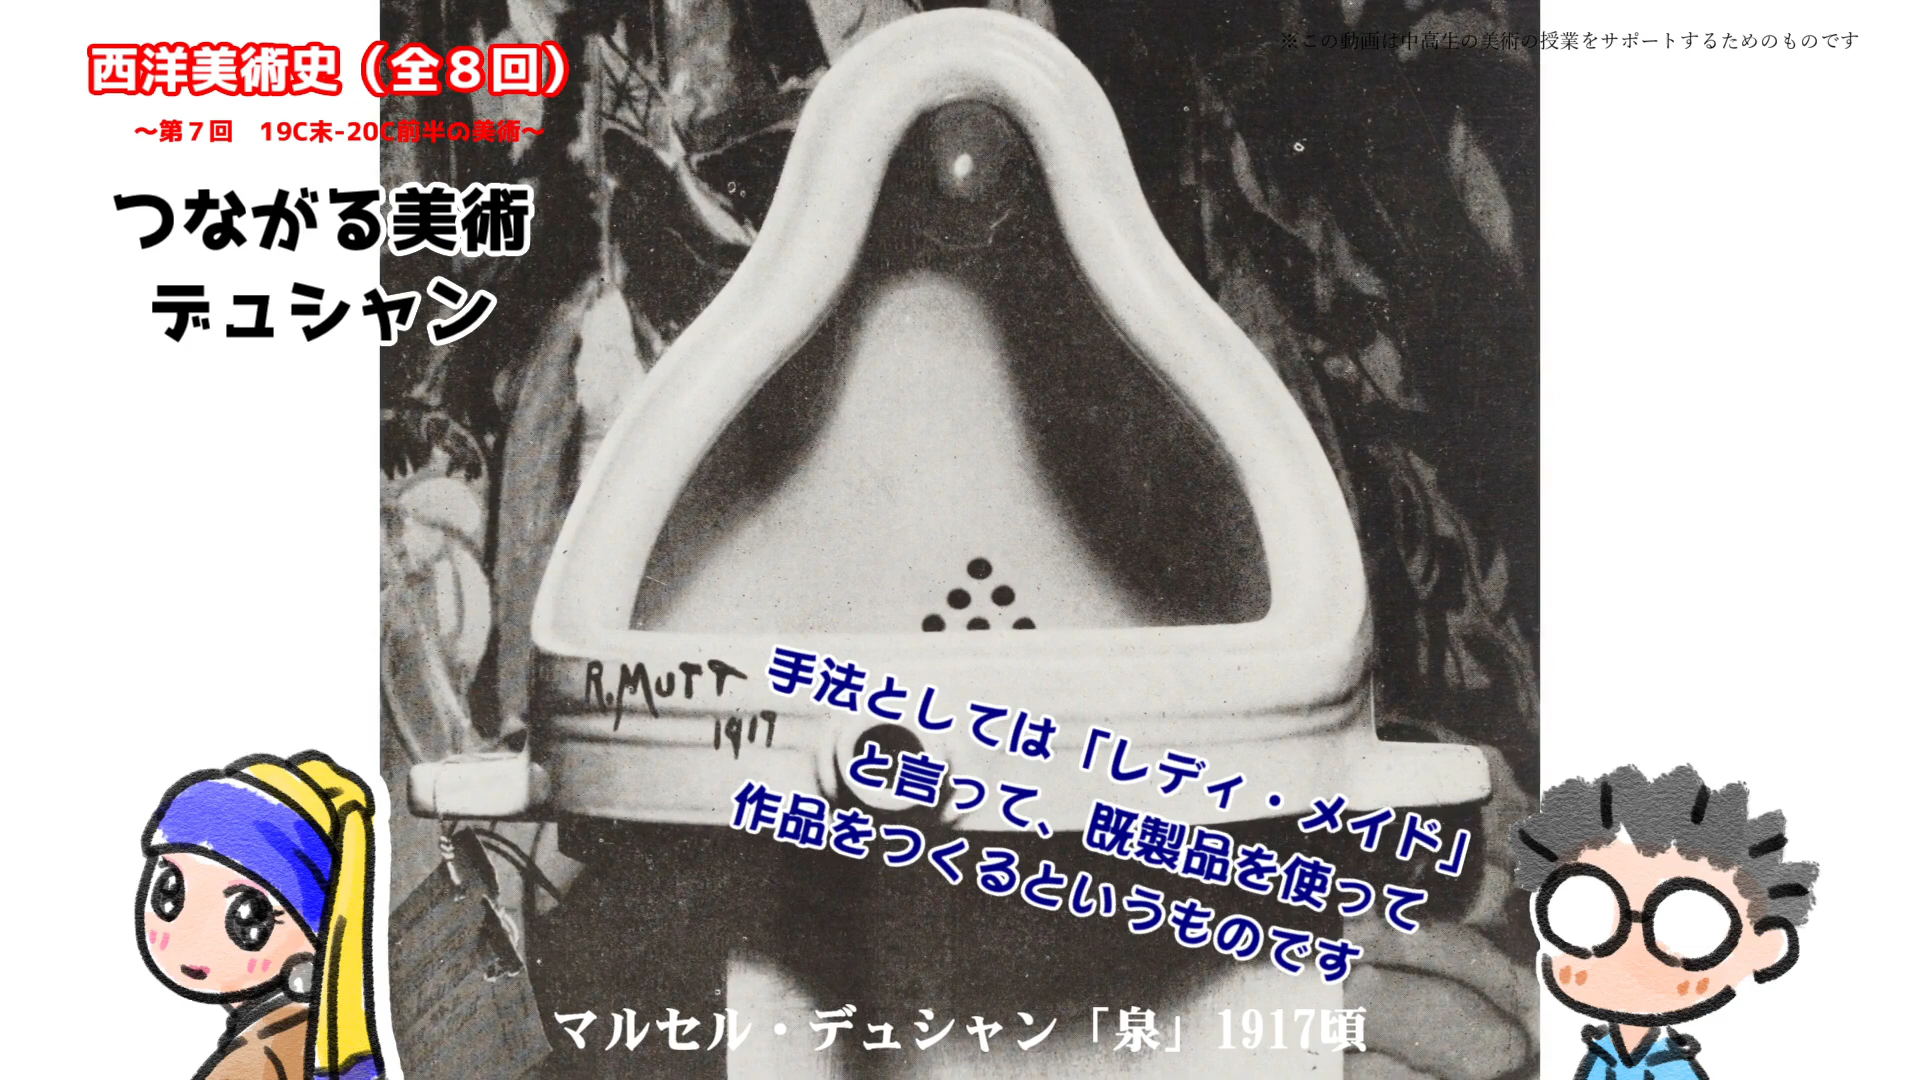 西洋美術史（全８回）
～第７回　19C末-20C前半の美術～
つながる美術
デュシャン
※この動画は中高生の美術の授業をサポートするためのものです
R.MUTT
1917
手法としては「レディ・メイド」
と言って、既製品を使って
作品をつくるというものです
マルセル・デュシャン「泉」1917頃